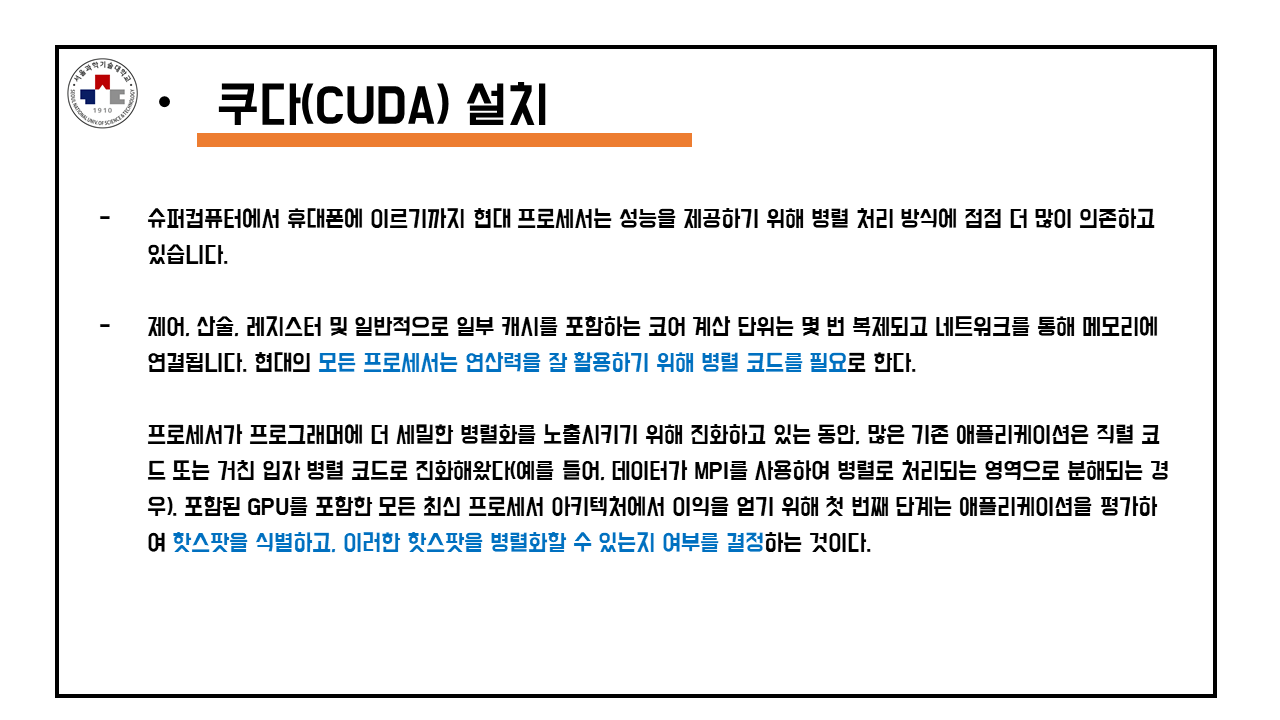 서울과학기술대학교
SEOUL NATIONAL UNIV. OF SCIENCE & TECHNOLOGY
1910
• 쿠다(CUDA) 설치
- 슈퍼컴퓨터에서 휴대폰에 이르기까지 현대 프로세서는 성능을 제공하기 위해 병렬 처리 방식에 점점 더 많이 의존하고
있습니다.
- 제어, 산술, 레지스터 및 일반적으로 일부 캐시를 포함하는 코어 계산 단위는 몇 번 복제되고 네트워크를 통해 메모리에
연결됩니다. 현대의 모든 프로세서는 연산력을 잘 활용하기 위해 병렬 코드를 필요로 한다.
프로세서가 프로그래머에 더 세밀한 병렬화를 노출시키기 위해 진화하고 있는 동안, 많은 기존 애플리케이션은 직렬 코
드 또는 거친 입자 병렬 코드로 진화해왔다(예를 들어, 데이터가 MPI를 사용하여 병렬로 처리되는 영역으로 분해되는 경
우). 포함된 GPU를 포함한 모든 최신 프로세서 아키텍처에서 이익을 얻기 위해 첫 번째 단계는 애플리케이션을 평가하
여 핫스팟을 식별하고, 이러한 핫스팟을 병렬화할 수 있는지 여부를 결정하는 것이다.